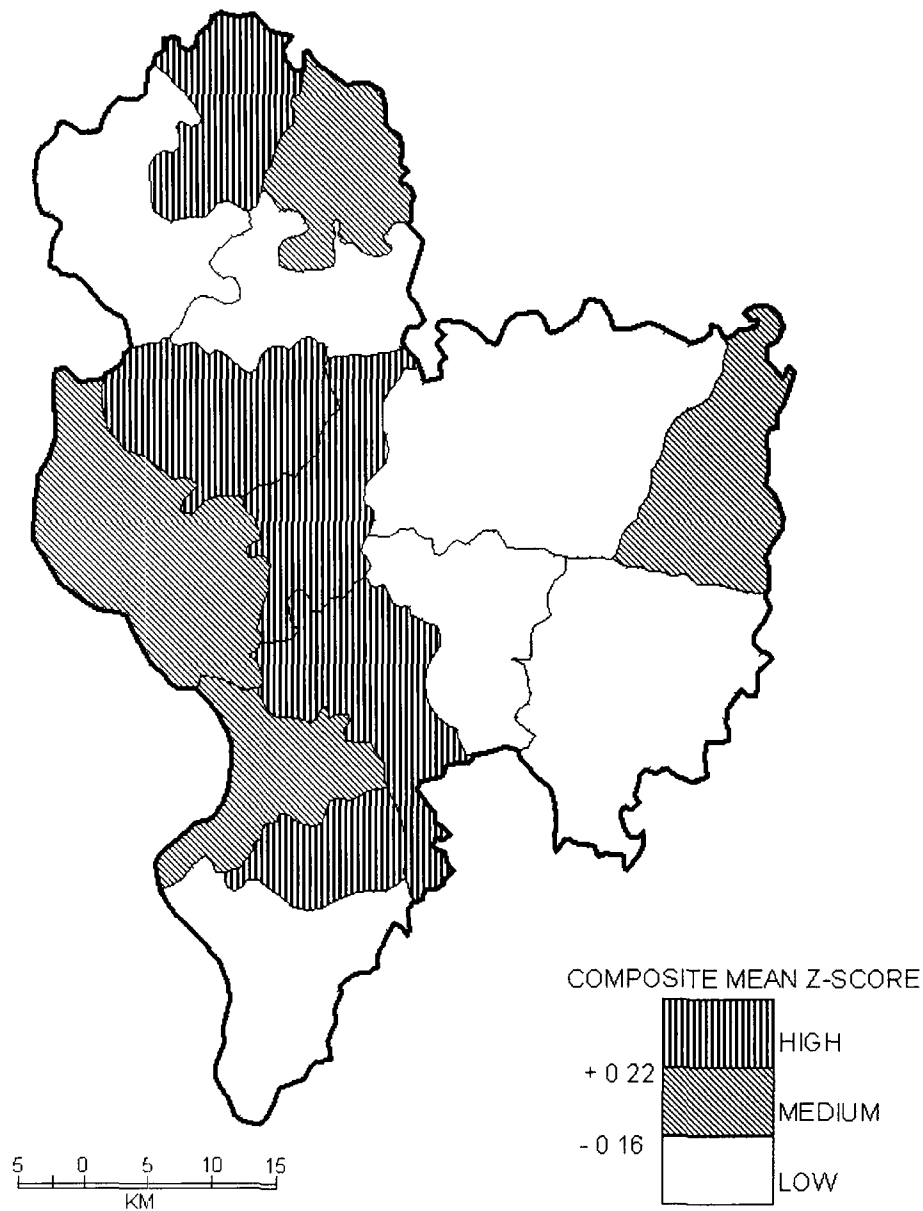 COMPOSITE MEAN Z-SCORE
HIGH
+ 0 22
MEDIUM
- 0 16
LOW
5 0 5 10 15
KM